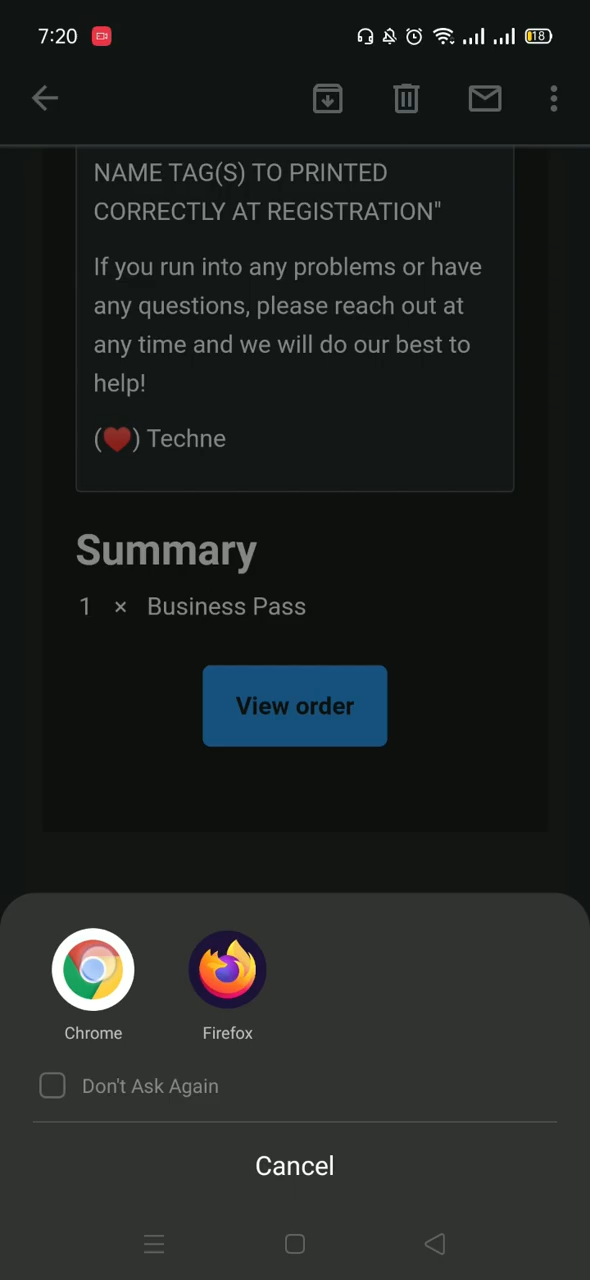 7:20
18
NAME TAG(S) TO PRINTED
CORRECTLY AT REGISTRATION"
If you run into any problems or have
any questions, please reach out at
any time and we will do our best to
help!
(❤️) Techne
Summary
1 × Business Pass
View order
Chrome
Firefox
Don't Ask Again
Cancel